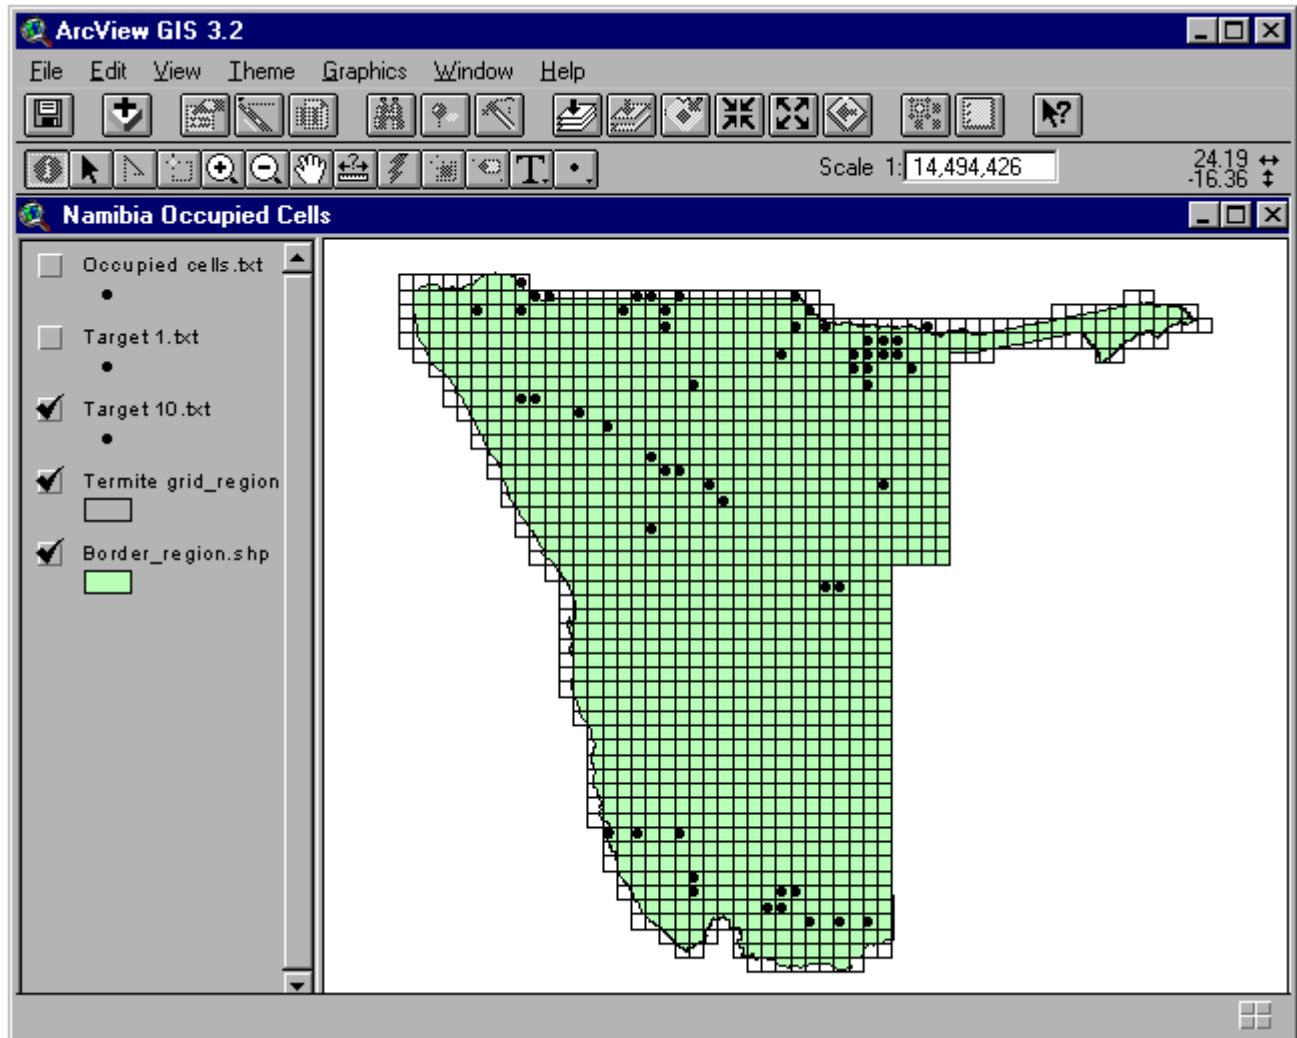 ArcView GIS 3.2
File Edit View Theme Graphics Window Help
Scale 1: 14,494,426
24.19
-16.36
Namibia Occupied Cells
Occupied cells.txt
Target 1.txt
Target 10.txt
Termite grid_region
Border_region.shp